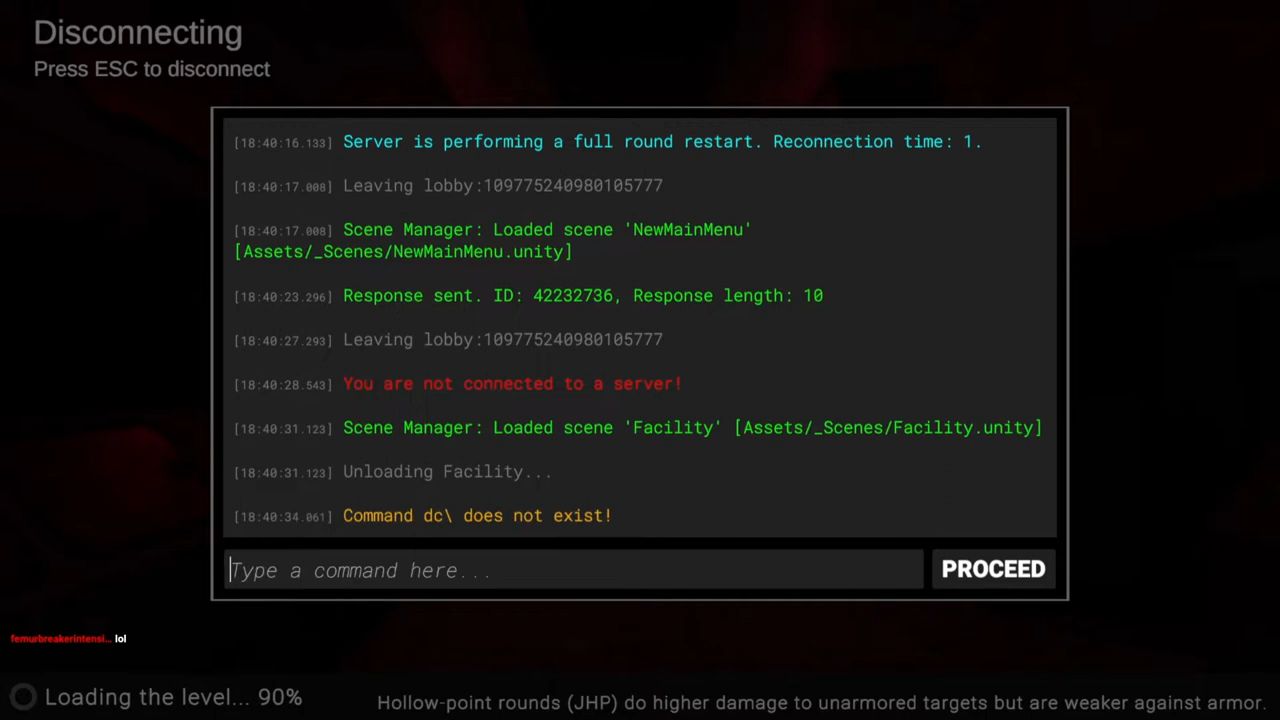 Disconnecting
Press ESC to disconnect
[18:40:16.133] Server is performing a full round restart. Reconnection time: 1.
[18:40:17.008] Leaving lobby:109775240980105777
[18:40:17.008] Scene Manager: Loaded scene 'NewMainMenu'
[Assets/_Scenes/NewMainMenu.unity]
[18:40:23.296] Response sent. ID: 42232736, Response length: 10
[18:40:27.293] Leaving lobby:109775240980105777
[18:40:28.543] You are not connected to a server!
[18:40:31.123] Scene Manager: Loaded scene 'Facility' [Assets/_Scenes/Facility.unity]
[18:40:31.123] Unloading Facility...
[18:40:34.061] Command dc\ does not exist!
Type a command here...
PROCEED
femurbreakerintensi... lol
Loading the level... 90%
Hollow-point rounds (JHP) do higher damage to unarmored targets but are weaker against armor.